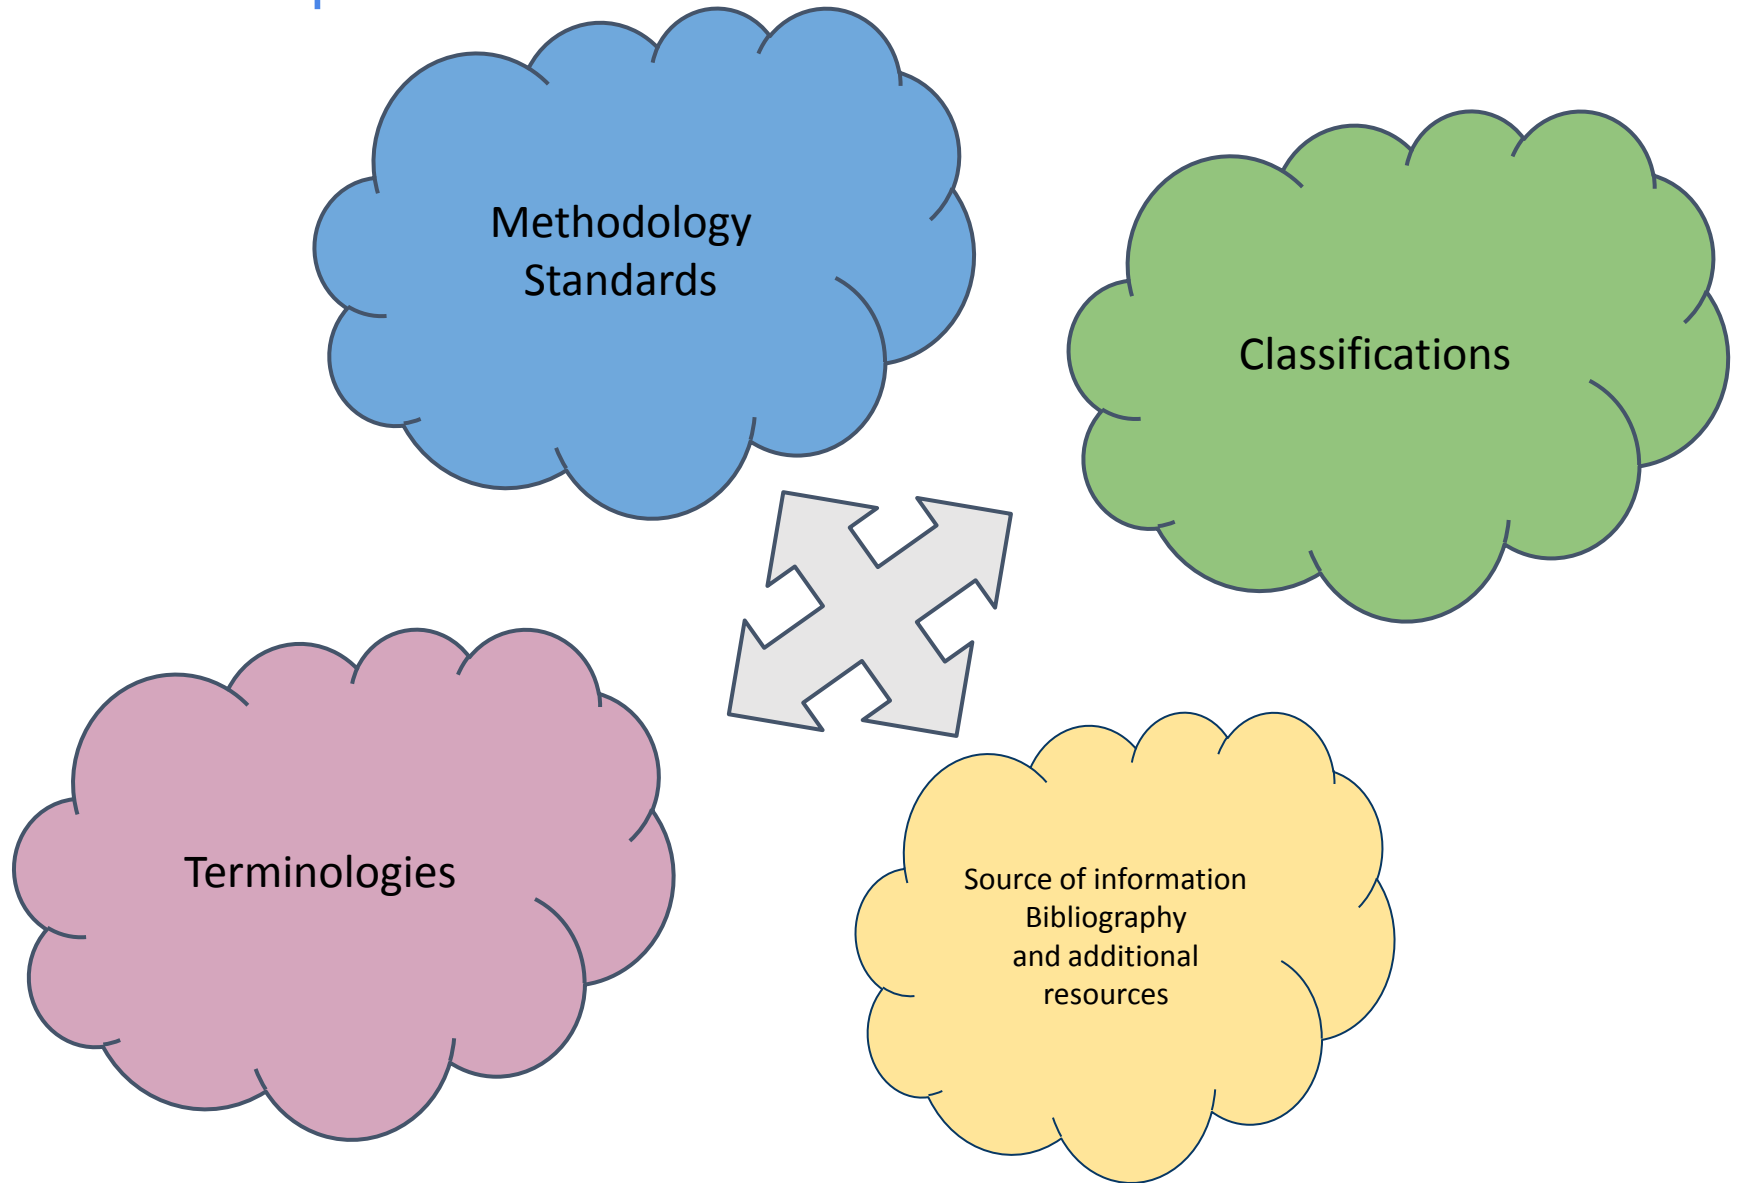 Methodology
Standards
Classifications
Terminologies
Source of information
Bibliography
and additional
resources